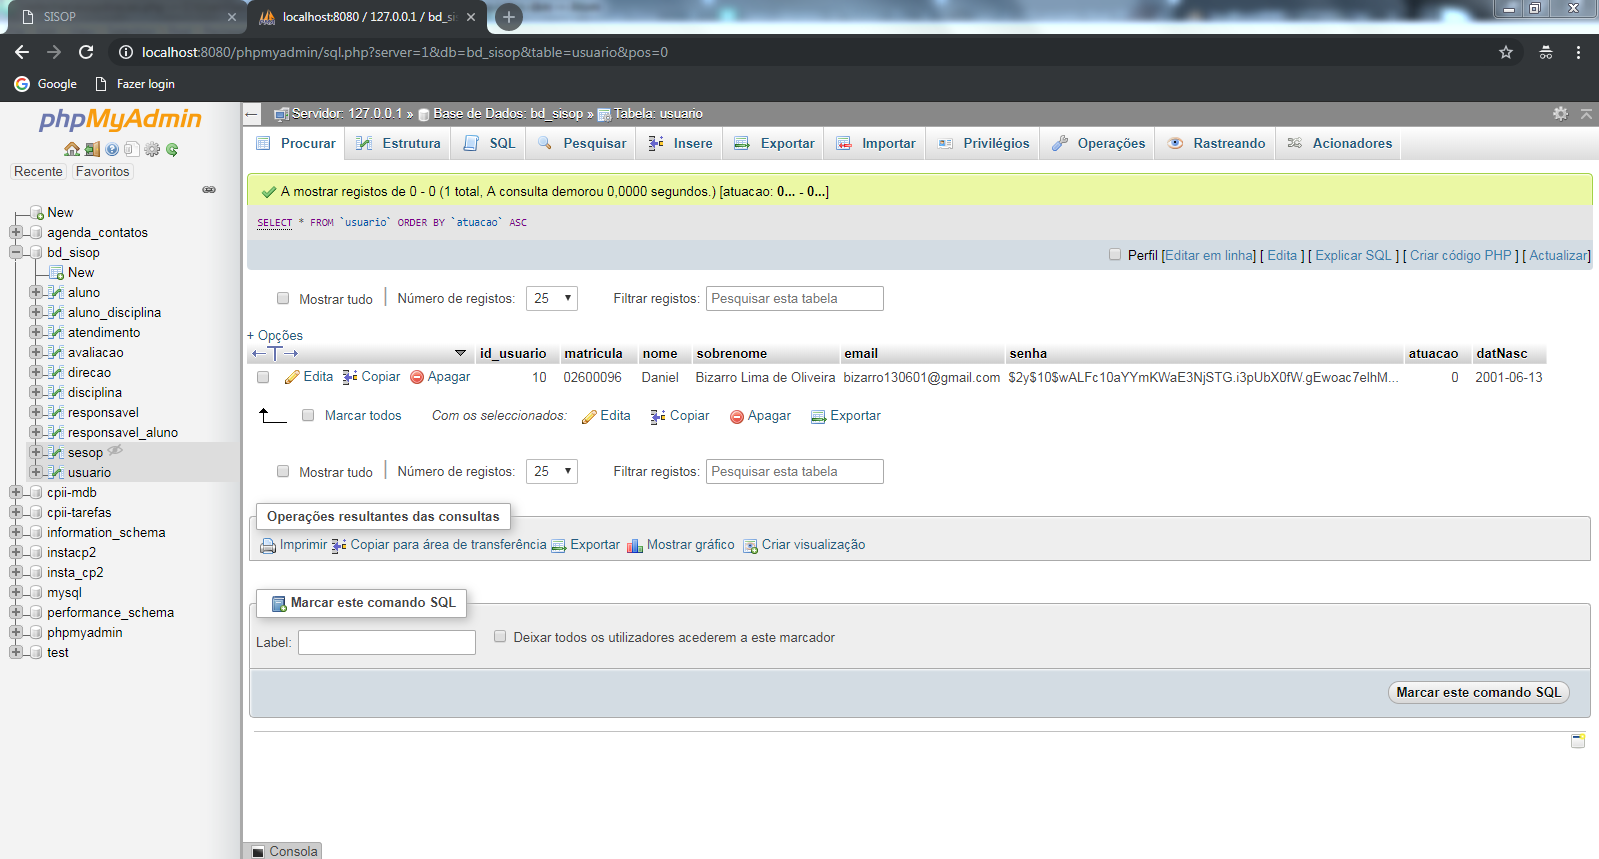 SISOP
localhost:8080 / 127.0.0.1 / bd_si
localhost:8080/phpmyadmin/sql.php?server=1&db=bd_sisop&table=usuario&pos=0
Google
Fazer login
phpMyAdmin
Recente
Favoritos
New
agenda_contatos
bd_sisop
New
aluno
aluno_disciplina
atendimento
avaliacao
direcao
disciplina
responsavel
responsavel_aluno
sesop
usuario
cpii-mdb
cpii-tarefas
information_schema
instacp2
insta_cp2
mysql
performance_schema
phpmyadmin
test
Servidor: 127.0.0.1 » Base de Dados: bd_sisop » Tabela: usuario
Procurar Estrutura SQL Pesquisar Insere Exportar Importar Privilégios Operações Rastreando Acionadores
A mostrar registos de 0 - 0 (1 total, A consulta demorou 0,0000 segundos.) [atuacao: 0... - 0...]
SELECT * FROM `usuario` ORDER BY `atuacao` ASC
Perfil [Editar em linha] [ Edita ] [ Explicar SQL ] [ Criar código PHP ] [ Actualizar]
Mostrar tudo | Número de registos: 25 Filtrar registos: Pesquisar esta tabela
+ Opções
←T→ id_usuario matricula nome sobrenome email senha atuacao datNasc
Edita Copiar Apagar 10 02600096 Daniel Bizarro Lima de Oliveira bizarro130601@gmail.com $2y$10$wALFc10aYYmKWaE3NjSTG.i3pUbX0fW.gEwoac7elhM... 0 2001-06-13
Marcar todos Com os seleccionados: Edita Copiar Apagar Exportar
Mostrar tudo | Número de registos: 25 Filtrar registos: Pesquisar esta tabela
Operações resultantes das consultas
Imprimir Copiar para área de transferência Exportar Mostrar gráfico Criar visualização
Marcar este comando SQL
Label: Deixar todos os utilizadores acederem a este marcador
Marcar este comando SQL
Consola